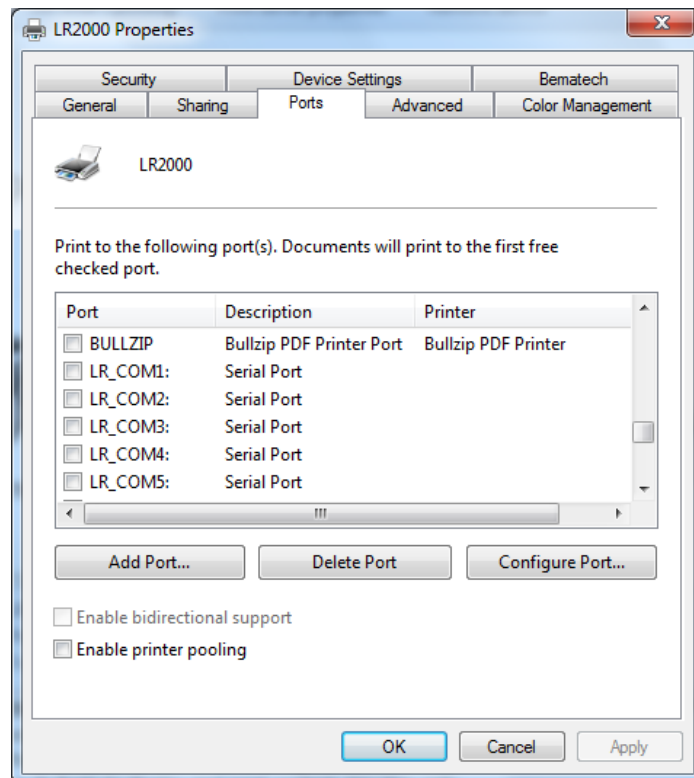 LR2000 Properties
Security Device Settings Bematech
General Sharing Ports Advanced Color Management
LR2000
Print to the following port(s). Documents will print to the first free
checked port.
Port Description Printer
BULLZIP Bullzip PDF Printer Port Bullzip PDF Printer
LR_COM1: Serial Port
LR_COM2: Serial Port
LR_COM3: Serial Port
LR_COM4: Serial Port
LR_COM5: Serial Port
Add Port... Delete Port Configure Port...
Enable bidirectional support
Enable printer pooling
OK Cancel Apply